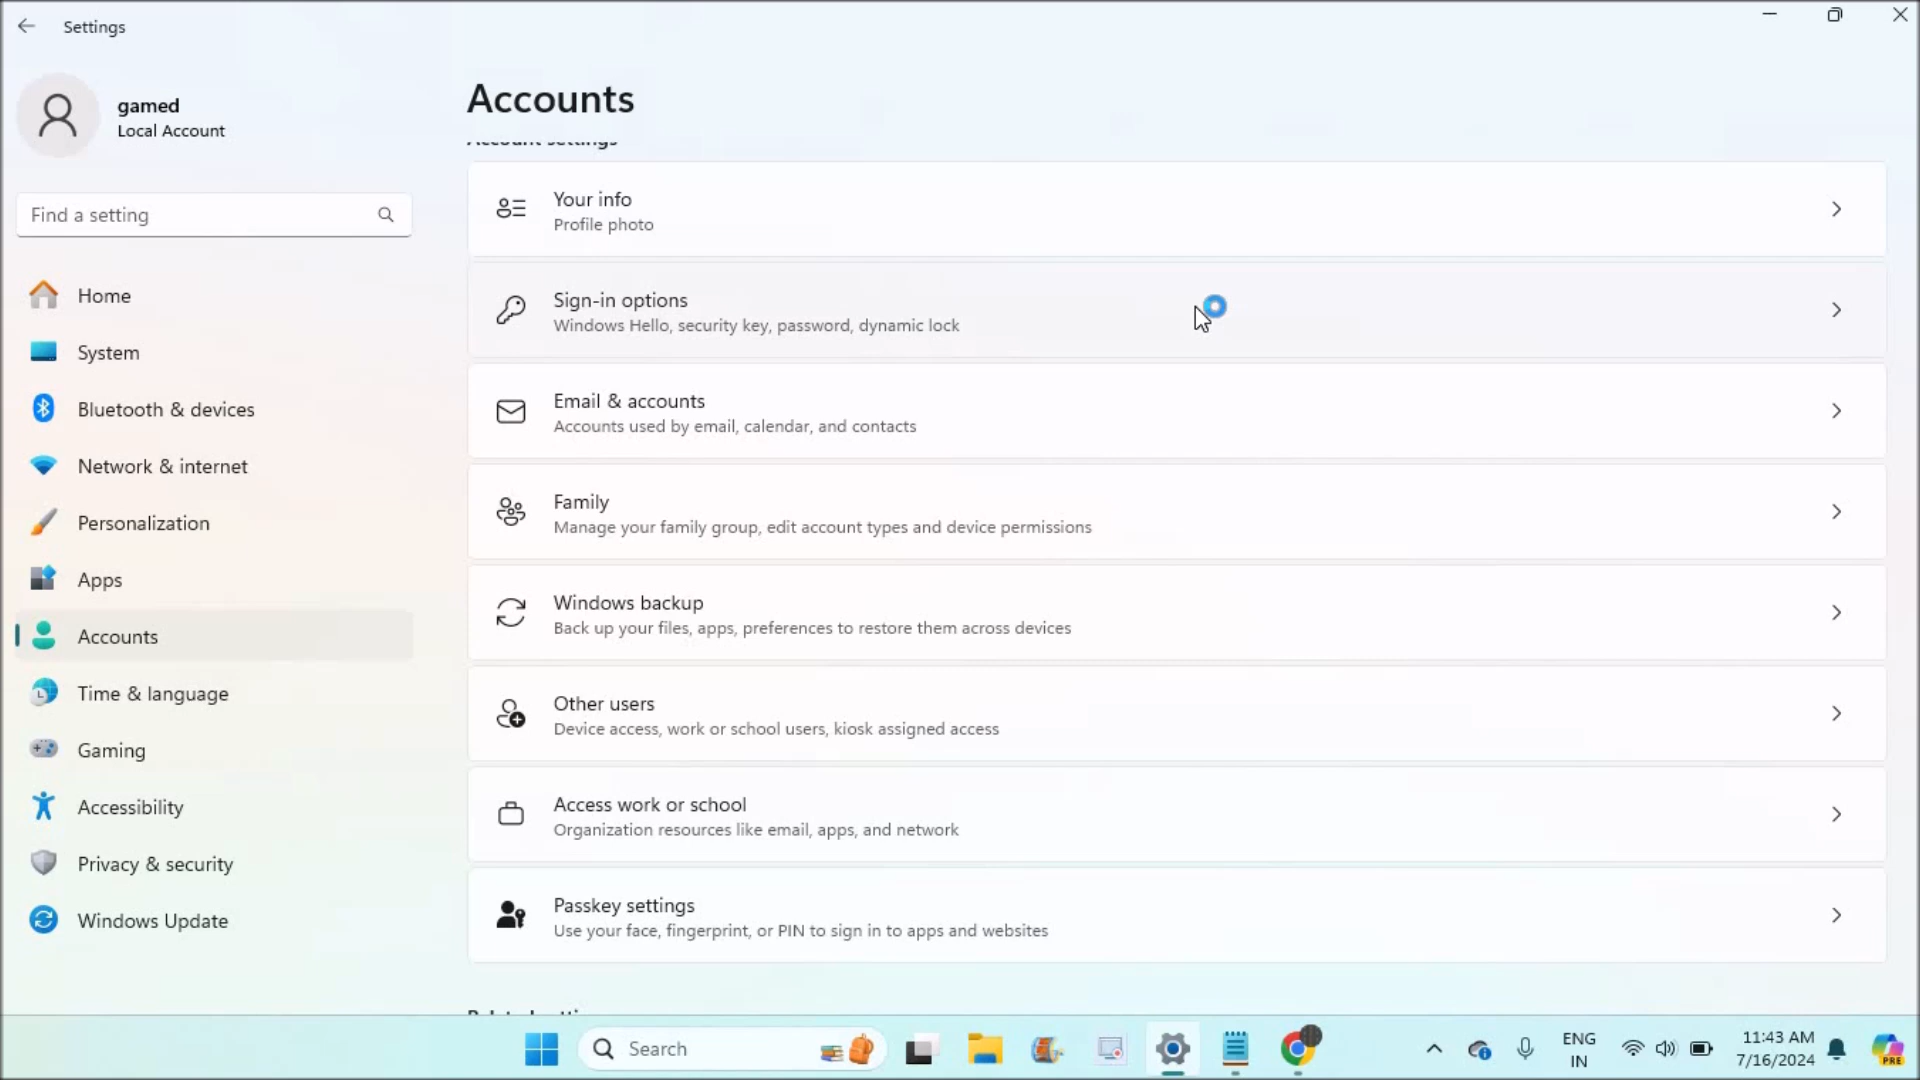 Settings
gamed
Local Account
Find a setting
Home
System
Bluetooth & devices
Network & internet
Personalization
Apps
Accounts
Time & language
Gaming
Accessibility
Privacy & security
Windows Update
Accounts
Account settings
Your info
Profile photo
Sign-in options
Windows Hello, security key, password, dynamic lock
Email & accounts
Accounts used by email, calendar, and contacts
Family
Manage your family group, edit account types and device permissions
Windows backup
Back up your files, apps, preferences to restore them across devices
Other users
Device access, work or school users, kiosk assigned access
Access work or school
Organization resources like email, apps, and network
Passkey settings
Use your face, fingerprint, or PIN to sign in to apps and websites
Search
ENG
IN
11:43 AM
7/16/2024
PRE